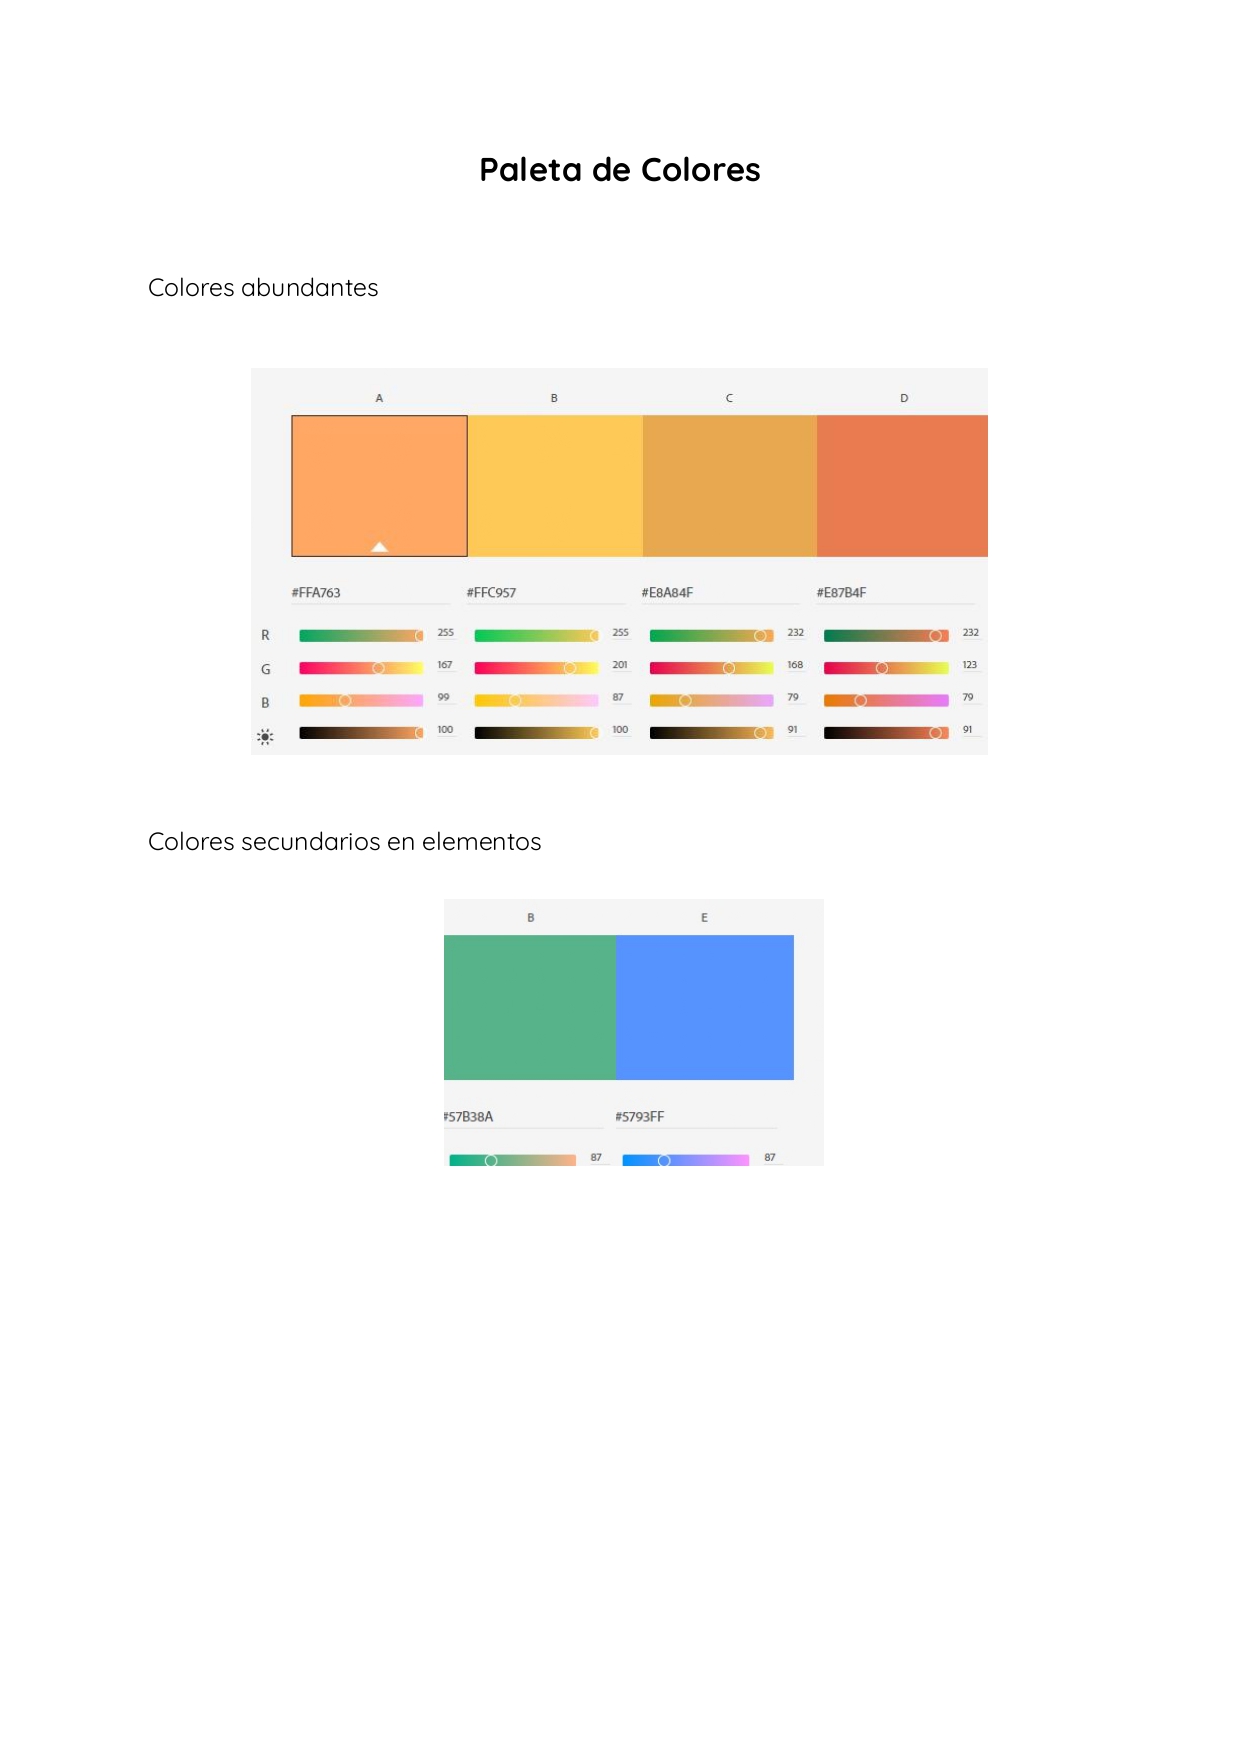 Paleta de Colores
Colores abundantes
A B C D
#FFA763 #FFC957 #E8A84F #E87B4F
R 255 255 232 232
G 167 201 168 123
B 99 87 79 79
100 100 91 91
Colores secundarios en elementos
B E
#57B38A #5793FF
87 87